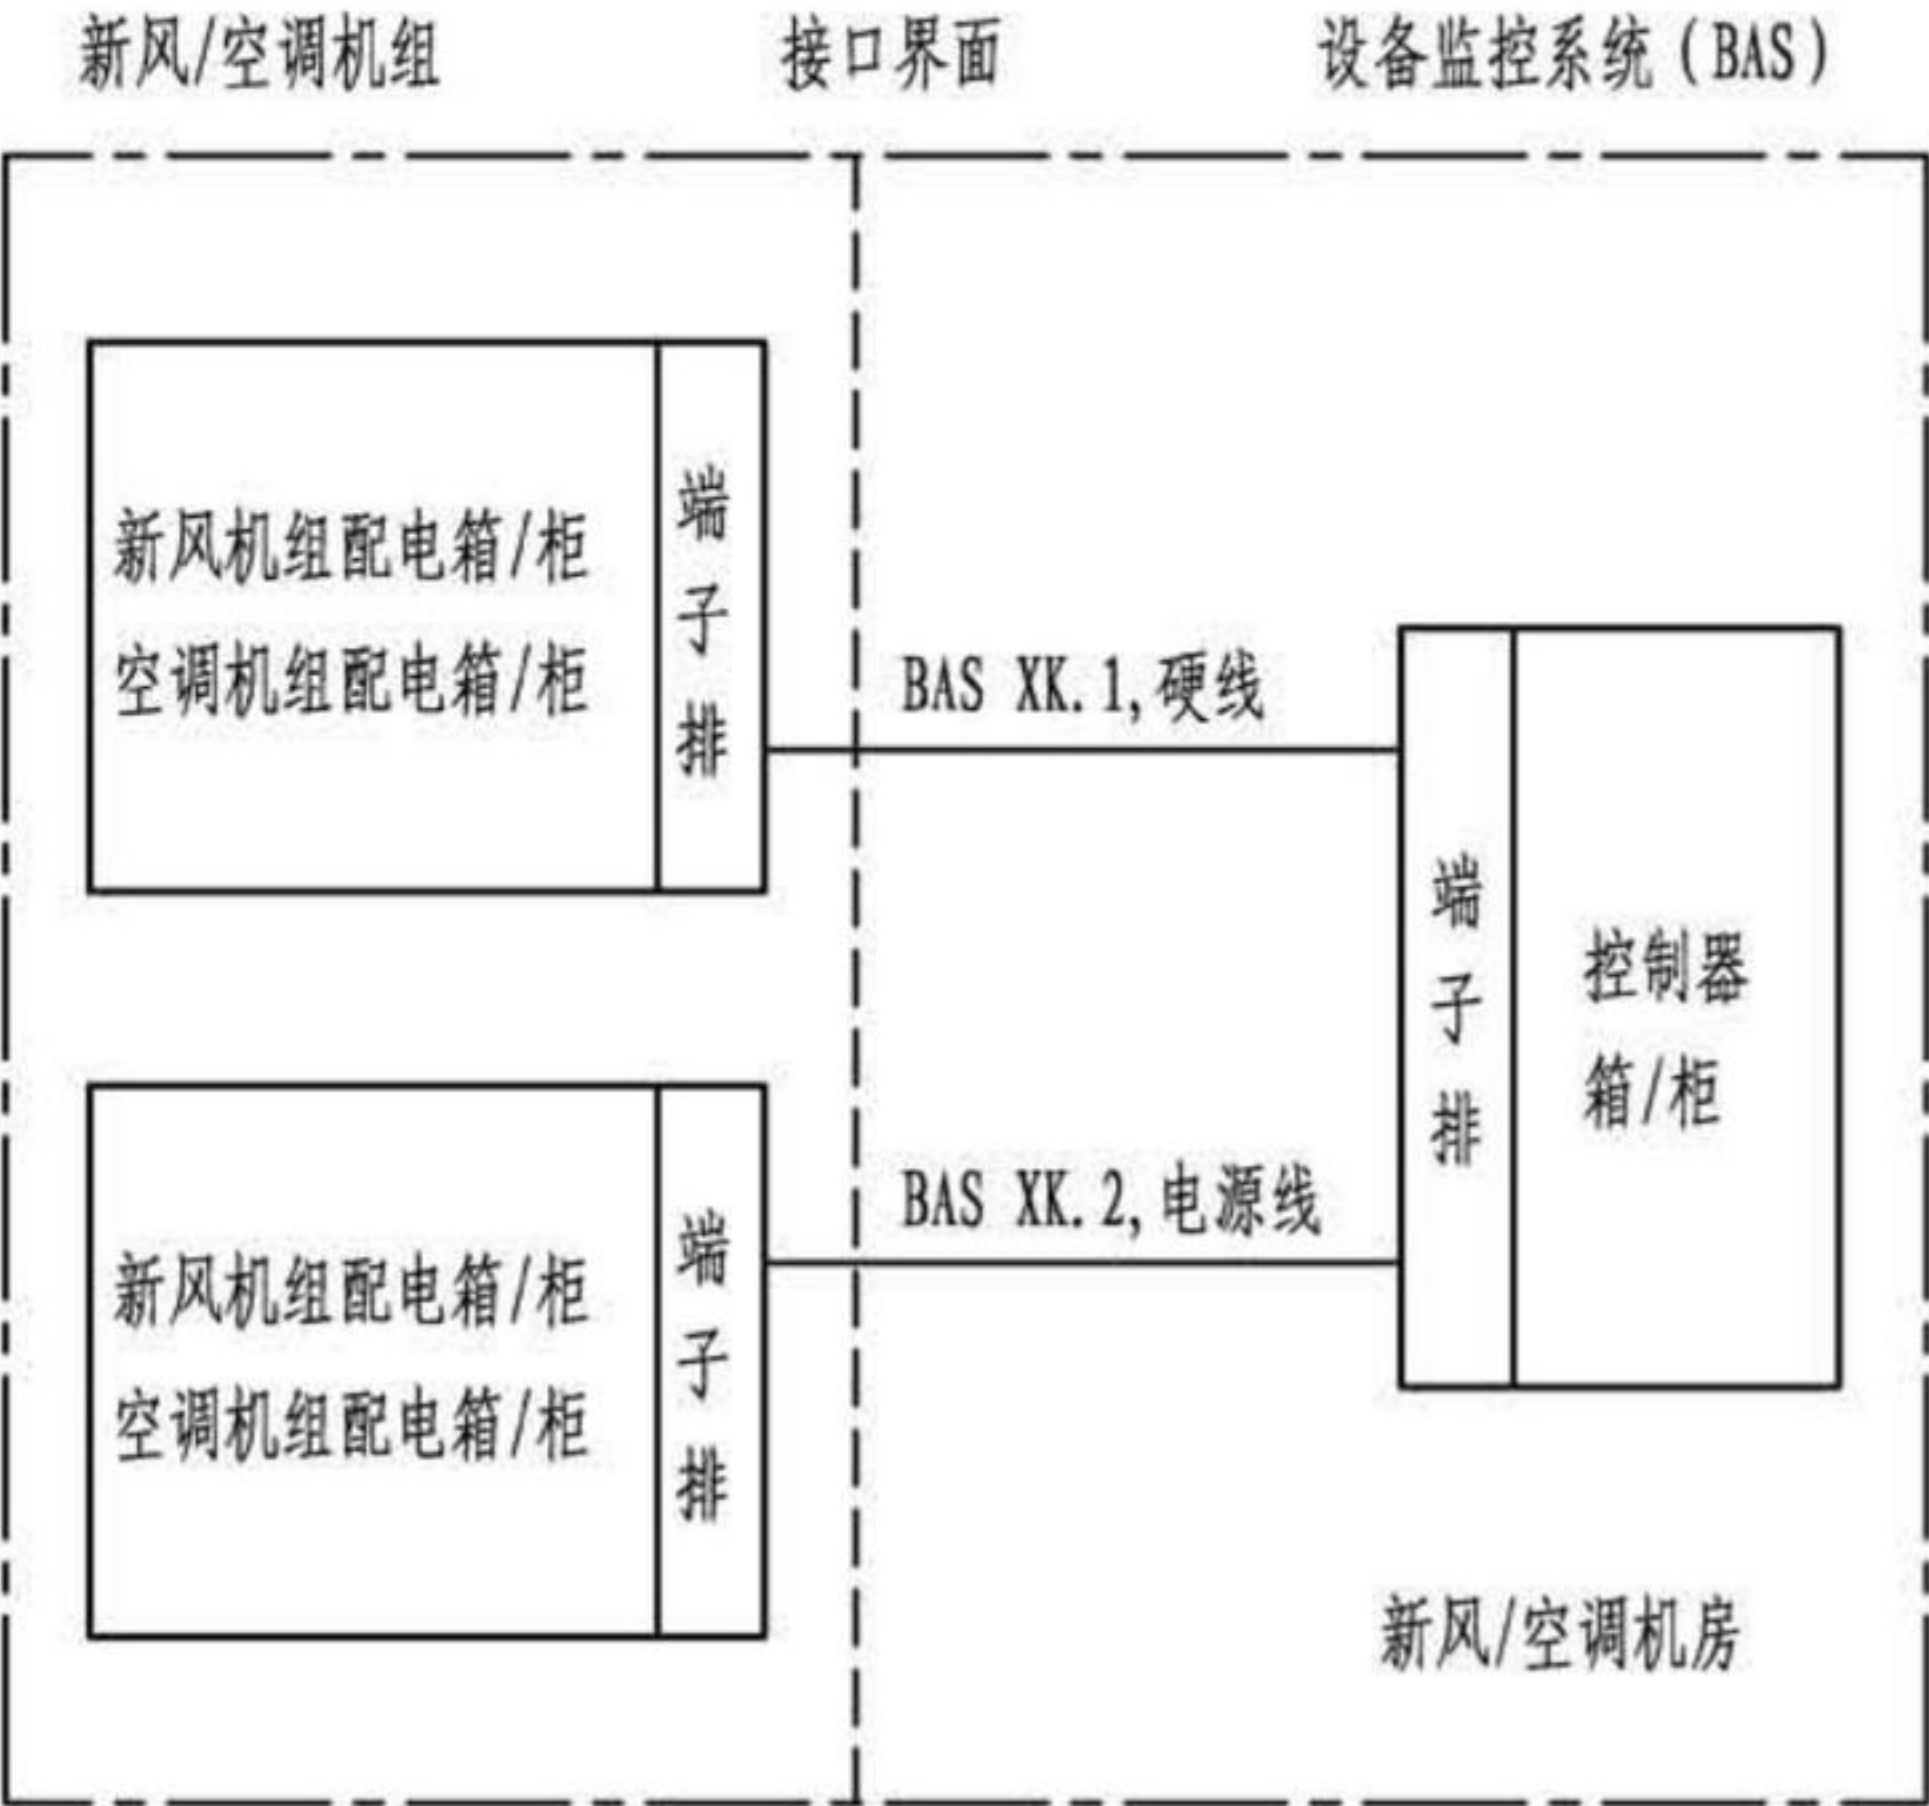 新风/空调机组
接口界面
设备监控系统(BAS)
新风机组配电箱/柜
空调机组配电箱/柜
端子排
BAS XK.1,硬线
端子排
控制器
箱/柜
BAS XK.2,电源线
新风机组配电箱/柜
空调机组配电箱/柜
端子排
新风/空调机房